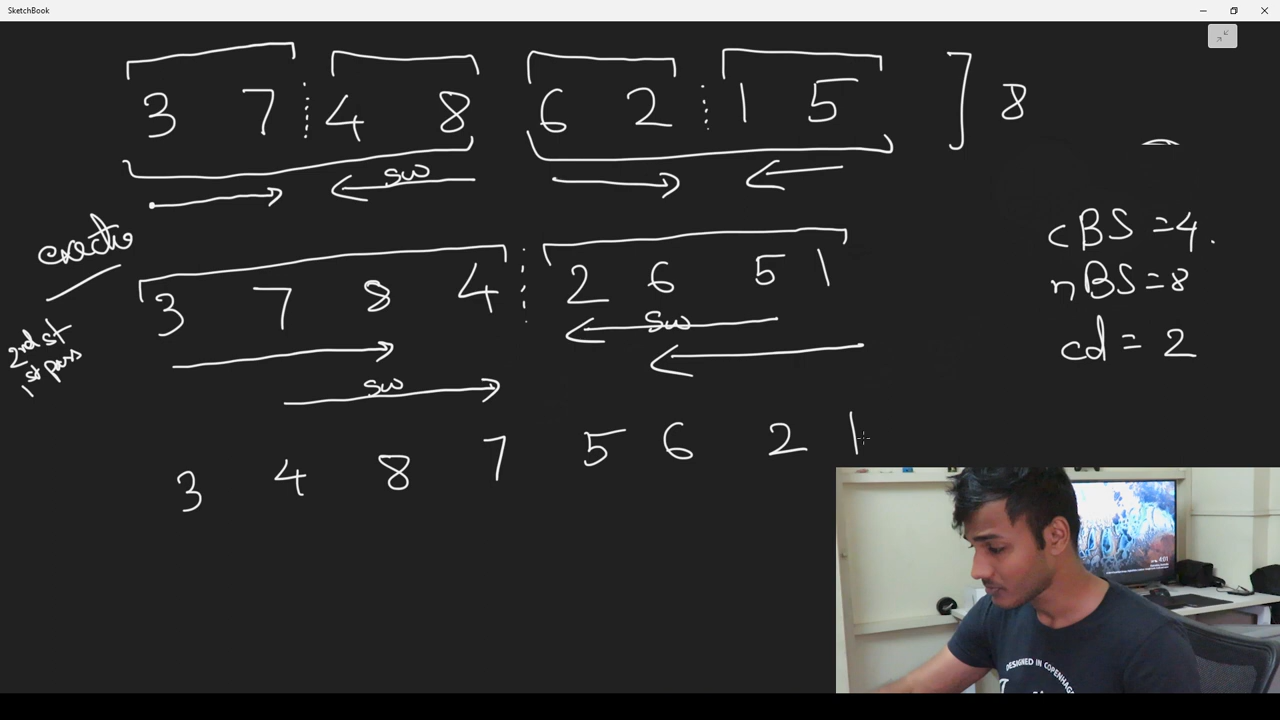 SketchBook
3 7 4 8 6 2 1 5 ] 8
sw
cBS = 4.
3 7 8 4 2 6 5 1
nBS = 8
sw
2nd st
cd = 2
1st pass
sw
3 4 8 7 5 6 2 1
4:01
DESIGNED IN COPENHAGEN